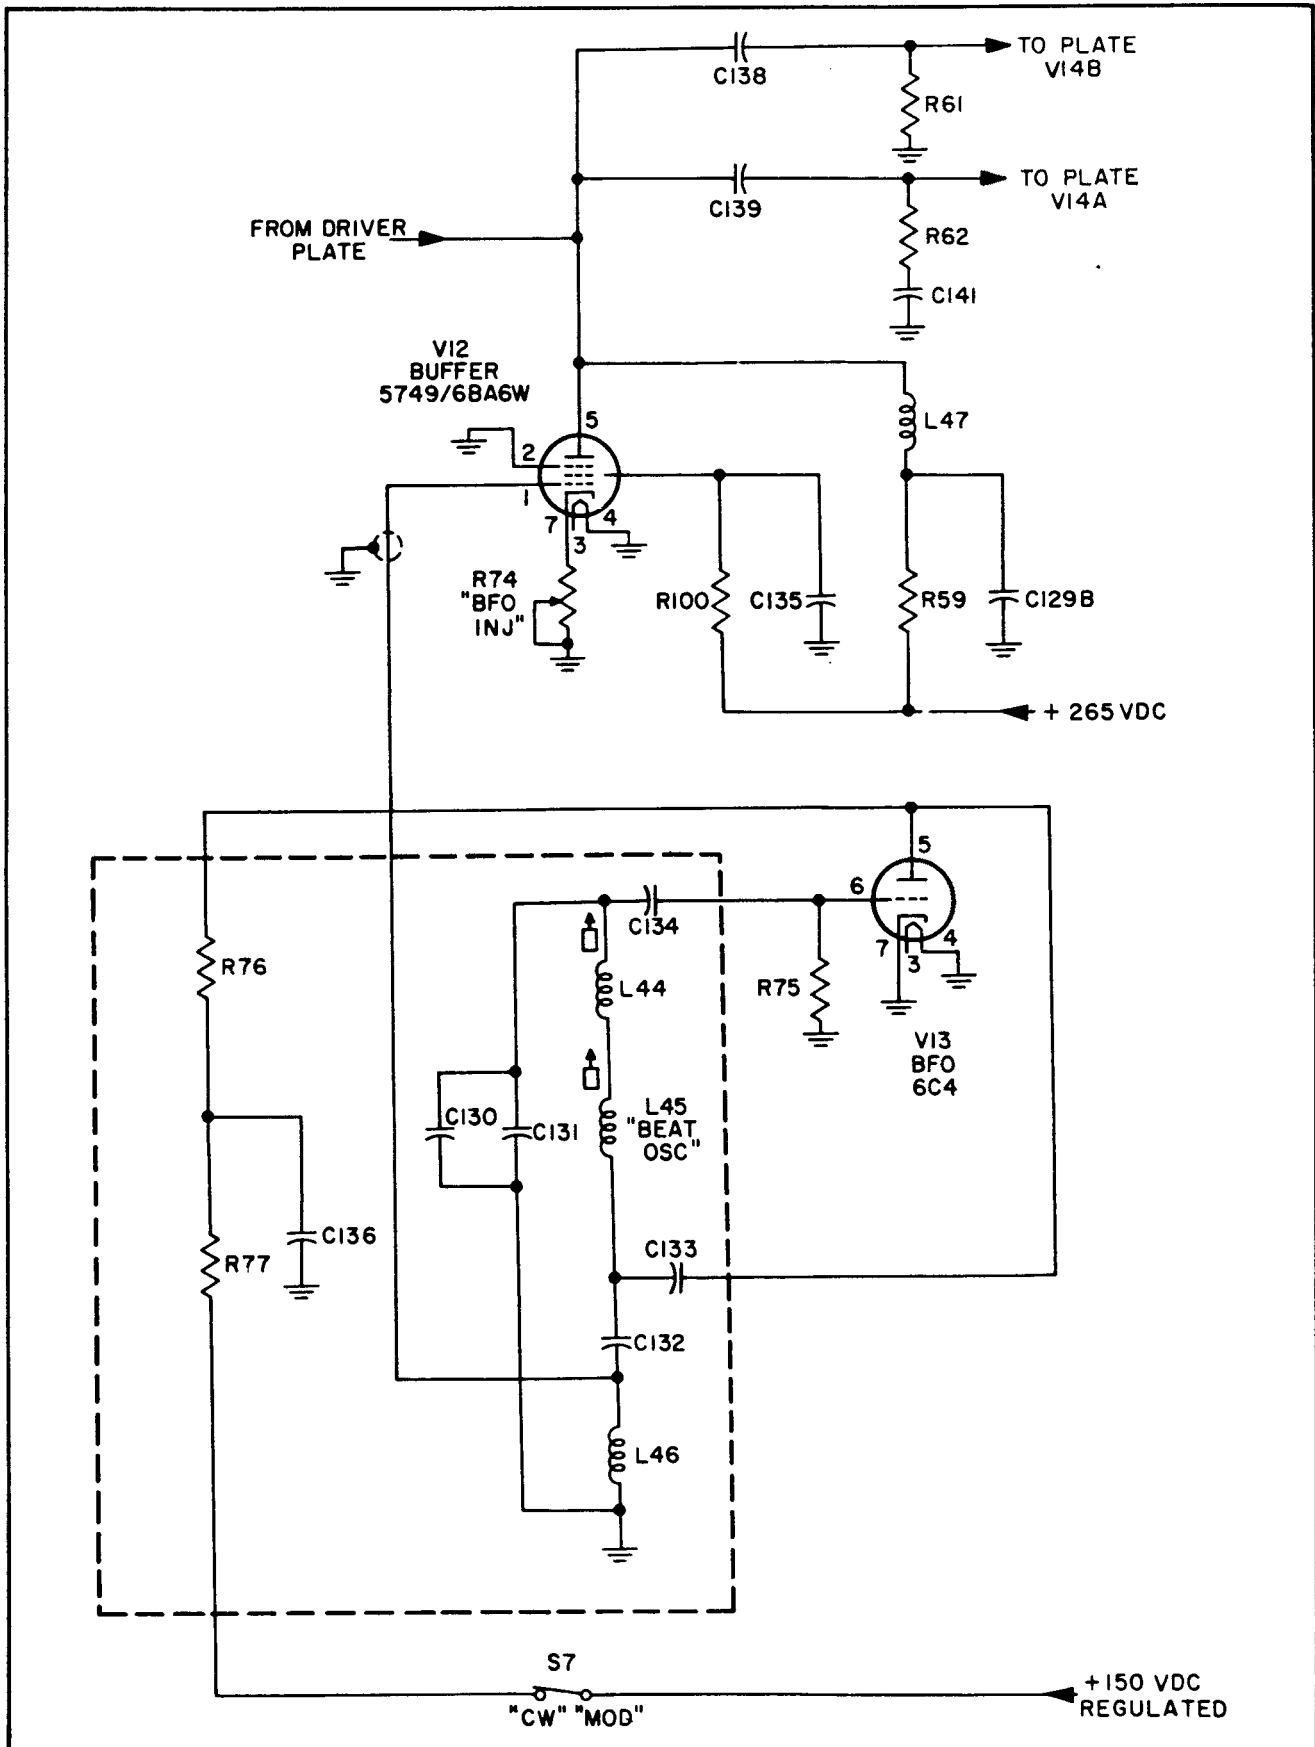 C138
TO PLATE
V14B
R61
C139
TO PLATE
V14A
FROM DRIVER
PLATE
R62
C141
V12
BUFFER
5749/6BA6W
5
L47
2
1
7
4
3
R74
"BFO
INJ"
R100
C135
R59
C129B
+ 265 VDC
5
6
C134
7
4
3
R76
L44
R75
V13
BFO
6C4
C130
C131
L45
"BEAT
OSC"
C136
R77
C133
C132
L46
S7
"CW" "MOD"
+150 VDC
REGULATED